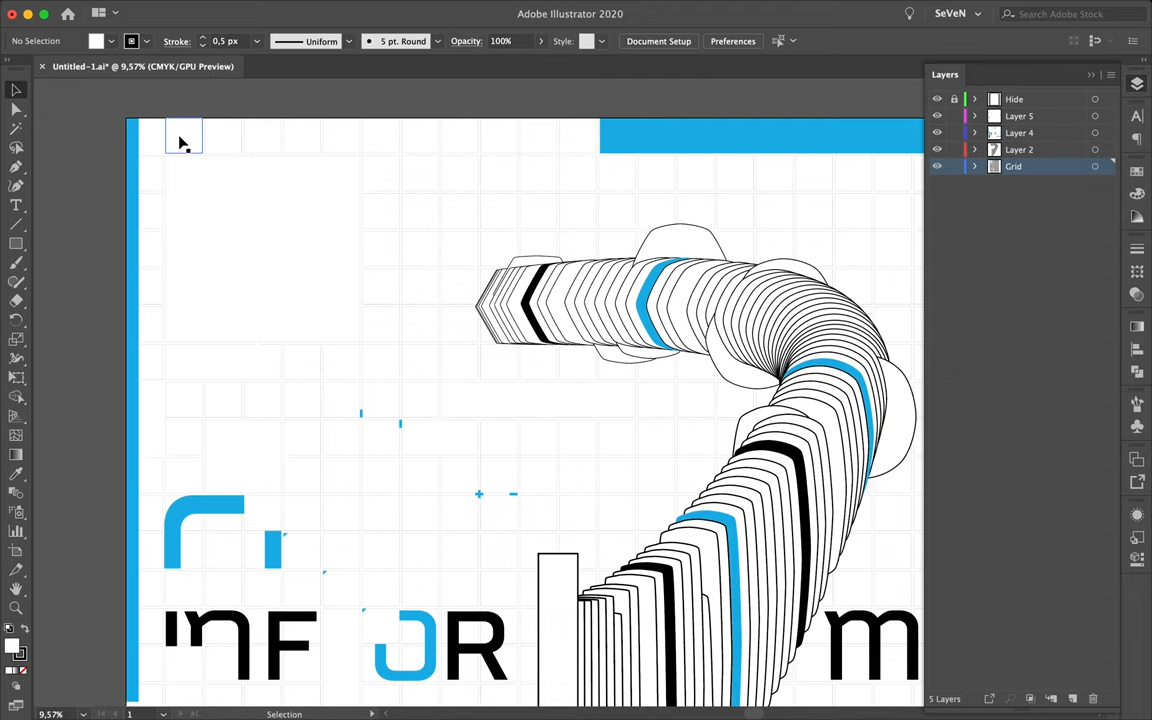 Adobe Illustrator 2020
SeVeN
Search Adobe Stock
No Selection
Stroke:
0,5 px
Uniform
5 pt. Round
Opacity:
100%
Style:
Document Setup
Preferences
Untitled-1.ai* @ 9,57% (CMYK/GPU Preview)
Layers
Hide
Layer 5
Layer 4
Layer 2
Grid
INFOR
m
5 Layers
9,57%
1
Selection